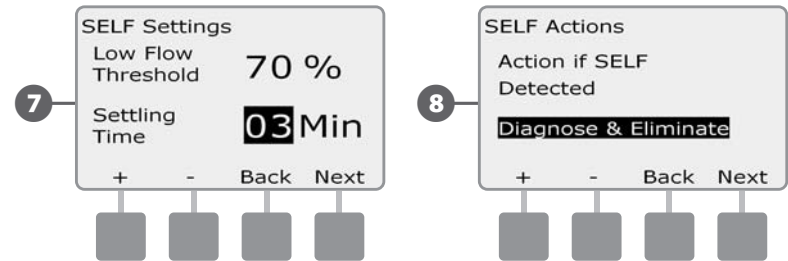 7
SELF Settings
Low Flow
Threshold
70 %
Settling
Time
03 Min
+ - Back Next
8
SELF Actions
Action if SELF
Detected
Diagnose & Eliminate
+ - Back Next